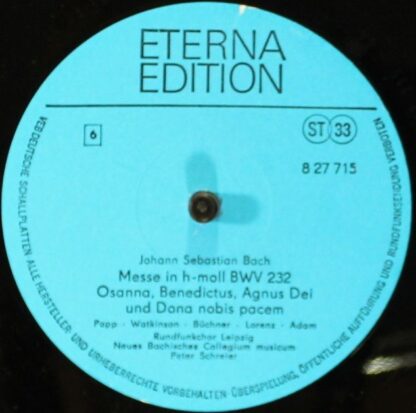 ETERNA
EDITION
6
ST 33
8 27 715
Johann Sebastian Bach
Messe in h-moll BWV 232
Osanna, Benedictus, Agnus Dei
und Dona nobis pacem
Popp · Watkinson · Büchner · Lorenz · Adam
Rundfunkchor Leipzig
Neues Bachisches Collegium musicum
Peter Schreier
VEB DEUTSCHE SCHALLPLATTEN ALLE HERSTELLER- UND URHEBERRECHTE VORBEHALTEN · ÜBERSPIELUNG, ÖFFENTLICHE AUFFÜHRUNG UND RUNDFUNKSENDUNG VERBOTEN